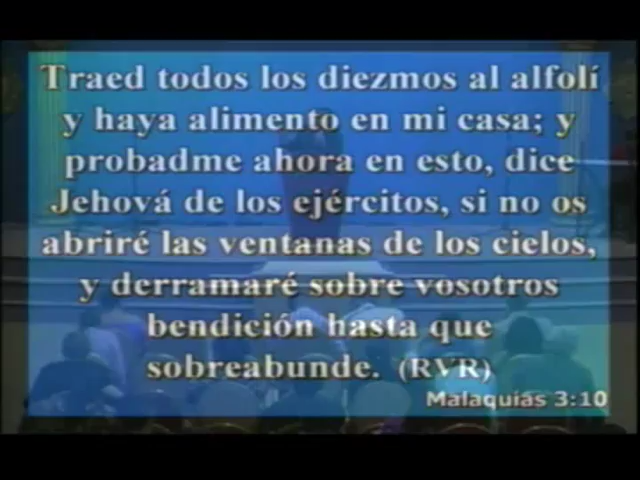 Traed todos los diezmos al alfolí
y haya alimento en mi casa; y
probadme ahora en esto, dice
Jehová de los ejércitos, si no os
abriré las ventanas de los cielos,
y derramaré sobre vosotros
bendición hasta que
sobreabunde. (RVR)
Malaquías 3:10